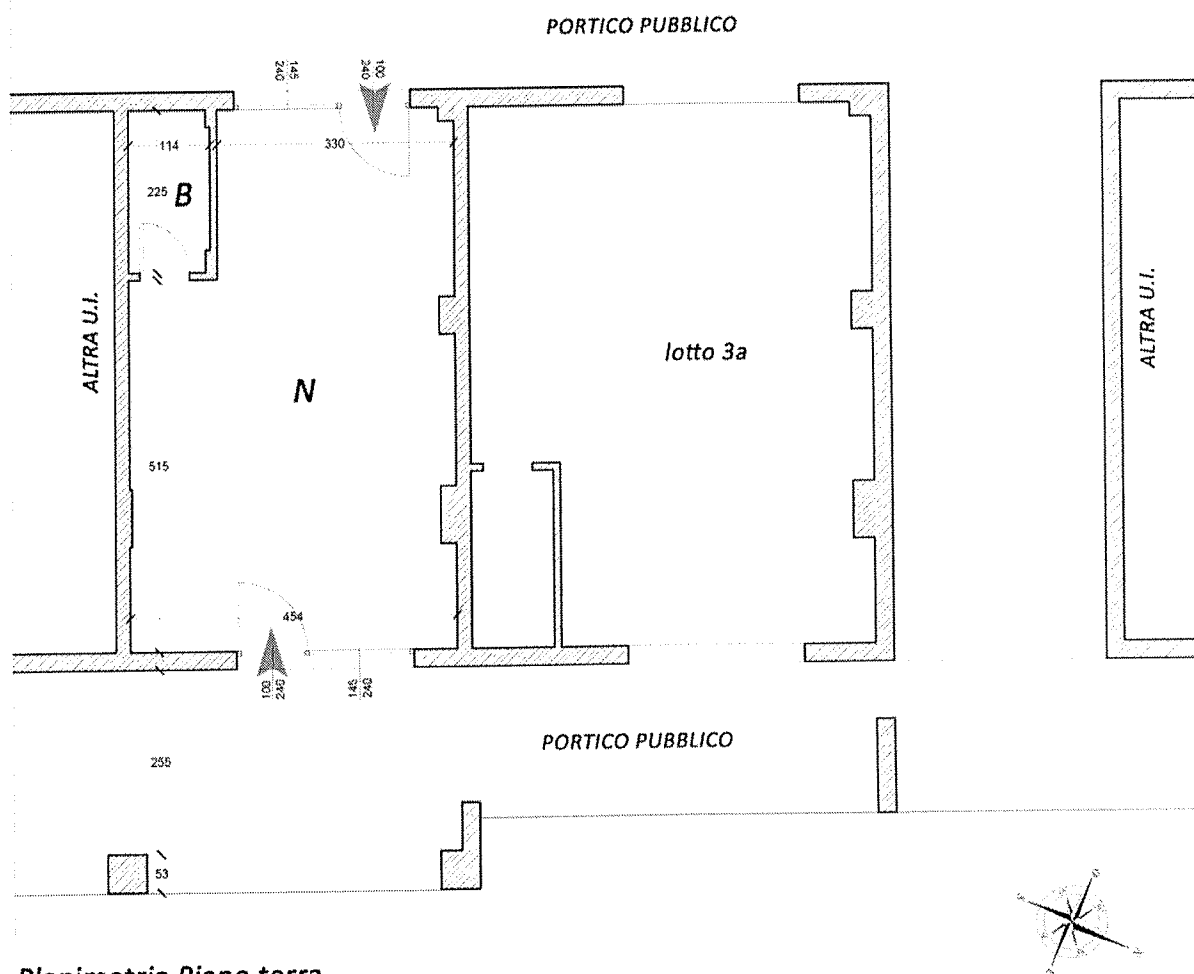 PORTICO PUBBLICO
145
240
100
240
114
330
225
B
ALTRA U.I.
ALTRA U.I.
lotto 3a
N
515
454
100
240
145
240
PORTICO PUBBLICO
255
53
Planimetria Piano terra